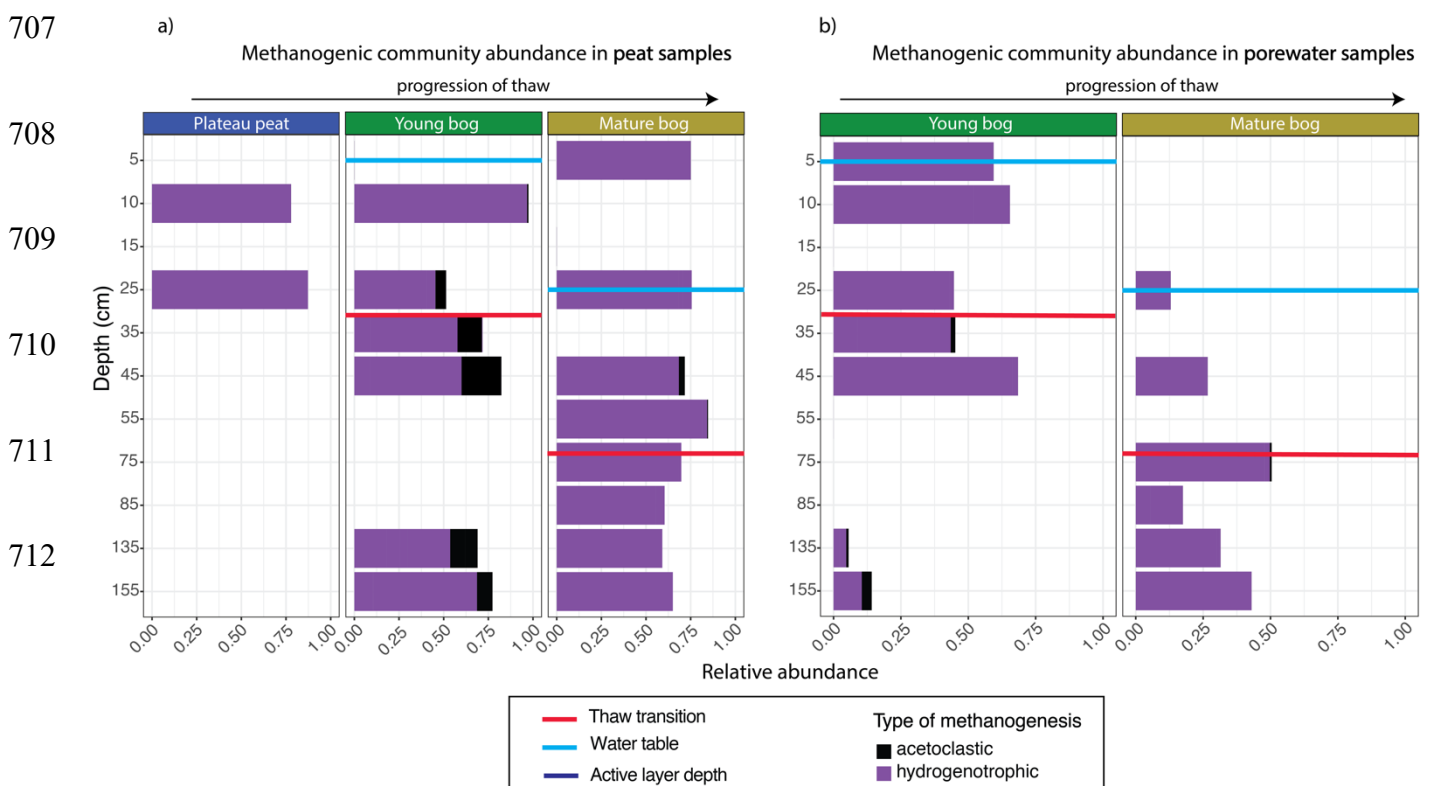 707
708
709
710
711
712
a)
Methanogenic community abundance in peat samples
progression of thaw
Plateau peat
Young bog
Mature bog
Depth (cm)
5
10
15
25
35
45
55
75
85
135
155
0.00 0.25 0.50 0.75 1.00
0.00 0.25 0.50 0.75 1.00
0.00 0.25 0.50 0.75 1.00
b)
Methanogenic community abundance in porewater samples
progression of thaw
Young bog
Mature bog
5
10
15
25
35
45
55
75
85
135
155
0.00 0.25 0.50 0.75 1.00
0.00 0.25 0.50 0.75 1.00
Relative abundance
Thaw transition
Water table
Active layer depth
Type of methanogenesis
acetoclastic
hydrogenotrophic